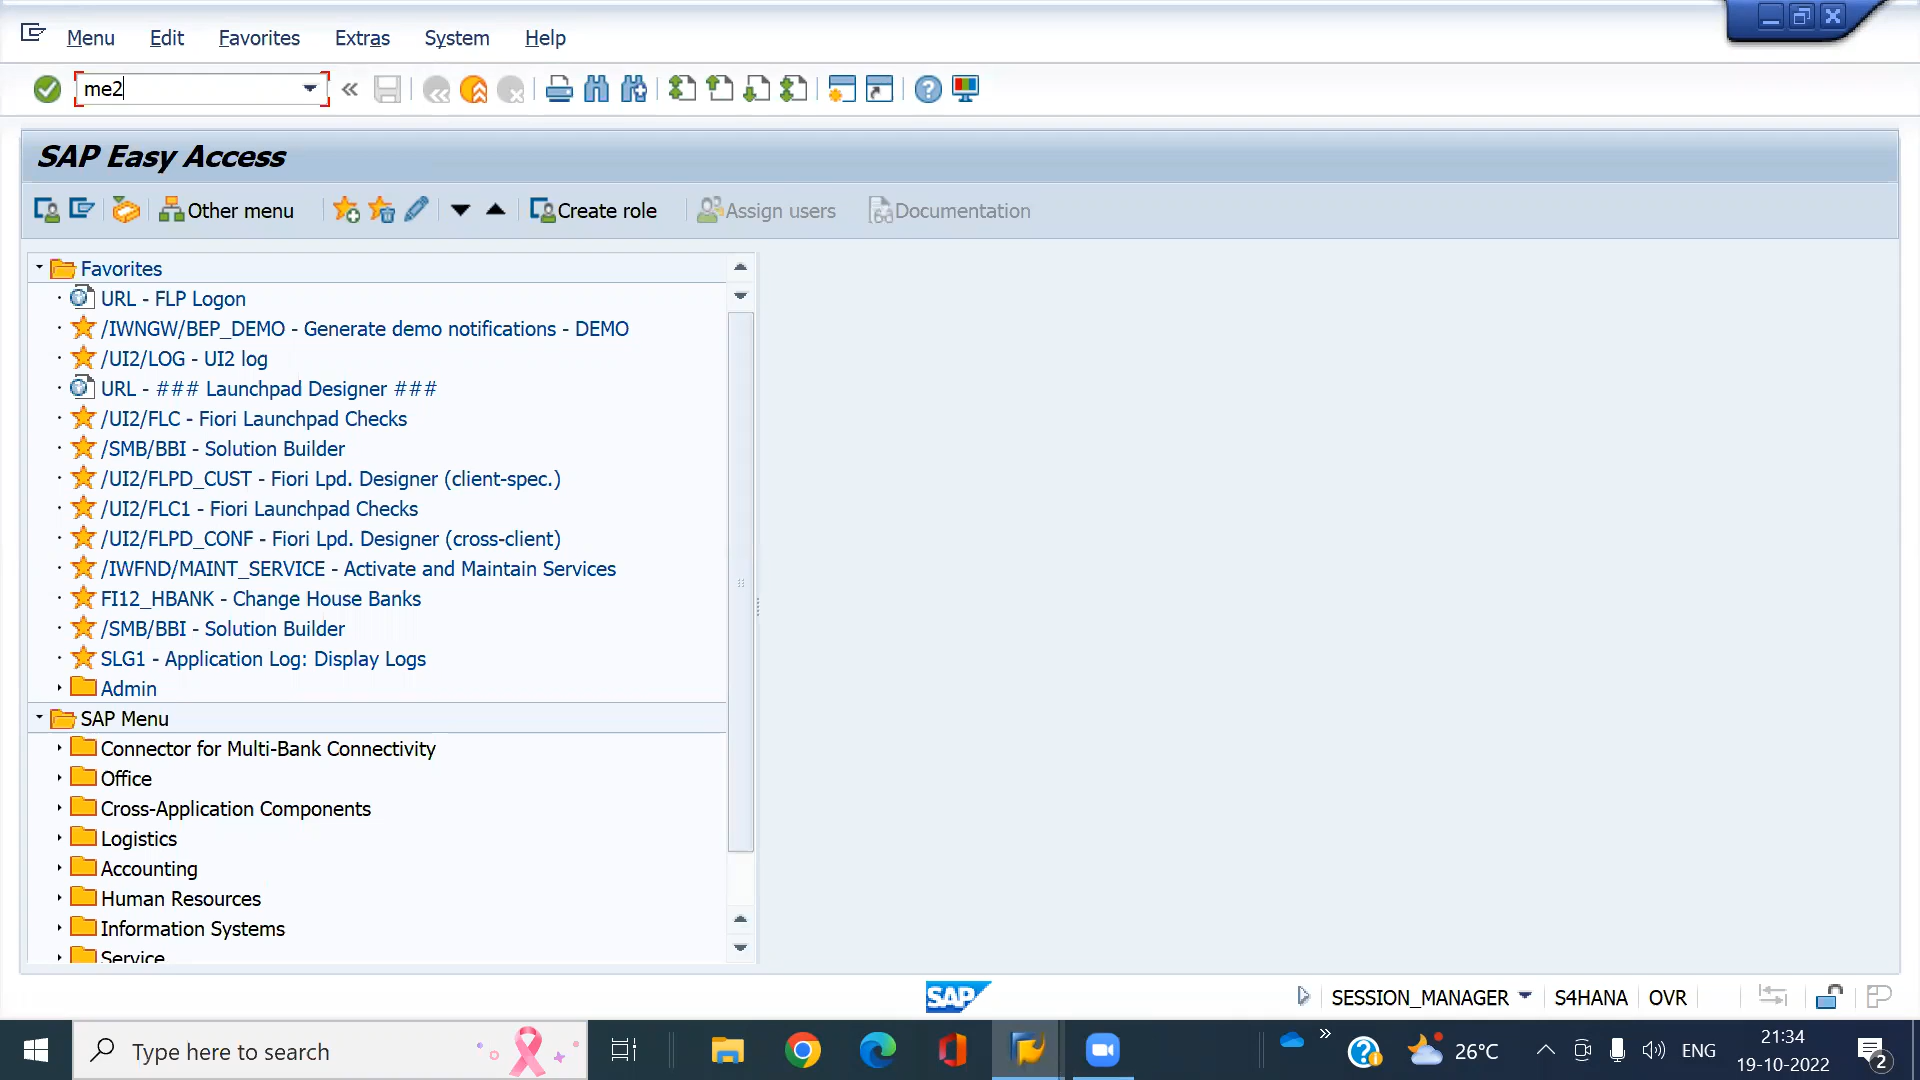 Menu Edit Favorites Extras System Help
me2
SAP Easy Access
Other menu Create role Assign users Documentation
Favorites
URL - FLP Logon
/IWNGW/BEP_DEMO - Generate demo notifications - DEMO
/UI2/LOG - UI2 log
URL - ### Launchpad Designer ###
/UI2/FLC - Fiori Launchpad Checks
/SMB/BBI - Solution Builder
/UI2/FLPD_CUST - Fiori Lpd. Designer (client-spec.)
/UI2/FLC1 - Fiori Launchpad Checks
/UI2/FLPD_CONF - Fiori Lpd. Designer (cross-client)
/IWFND/MAINT_SERVICE - Activate and Maintain Services
FI12_HBANK - Change House Banks
/SMB/BBI - Solution Builder
SLG1 - Application Log: Display Logs
Admin
SAP Menu
Connector for Multi-Bank Connectivity
Office
Cross-Application Components
Logistics
Accounting
Human Resources
Information Systems
Service
SAP SESSION_MANAGER S4HANA OVR
Type here to search 26°C ENG 21:34
19-10-2022 2